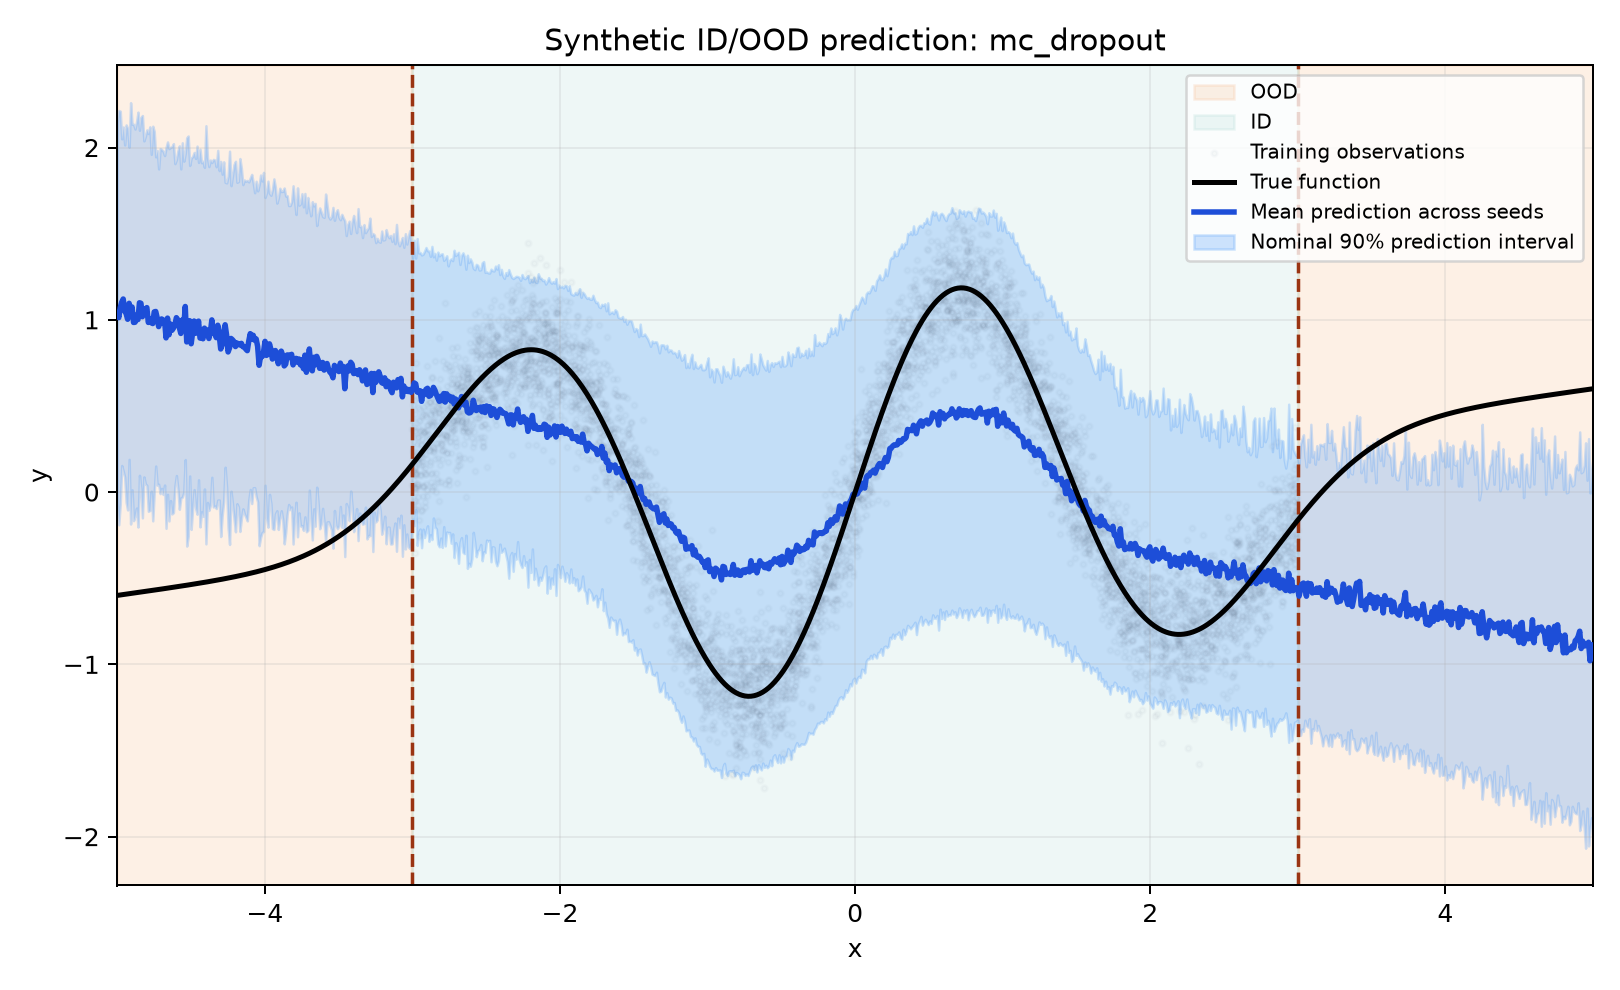 Synthetic ID/OOD prediction: mc_dropout
OOD
ID
Training observations
True function
Mean prediction across seeds
Nominal 90% prediction interval
y
2
1
0
−1
−2
−4
−2
0
2
4
x